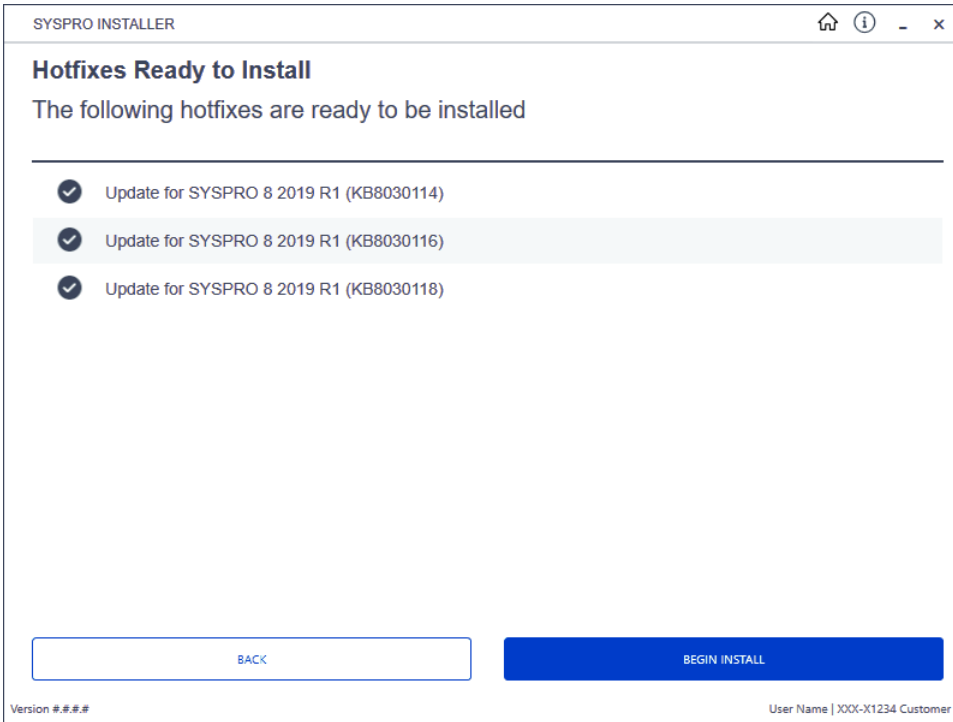 SYSPRO INSTALLER
Hotfixes Ready to Install
The following hotfixes are ready to be installed
Update for SYSPRO 8 2019 R1 (KB8030114)
Update for SYSPRO 8 2019 R1 (KB8030116)
Update for SYSPRO 8 2019 R1 (KB8030118)
BACK
BEGIN INSTALL
Version #.#.#.#
User Name | XXX-X1234 Customer